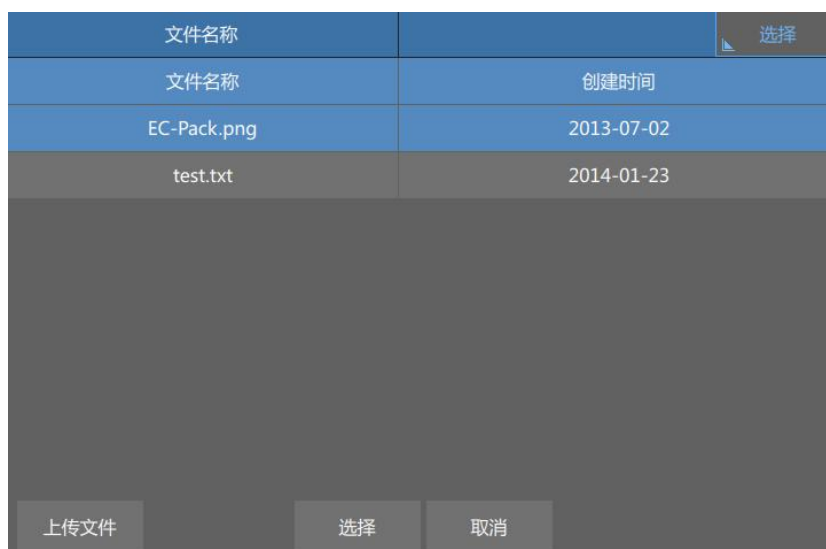 文件名称 选择
文件名称 创建时间
EC-Pack.png 2013-07-02
test.txt 2014-01-23
上传文件 选择 取消